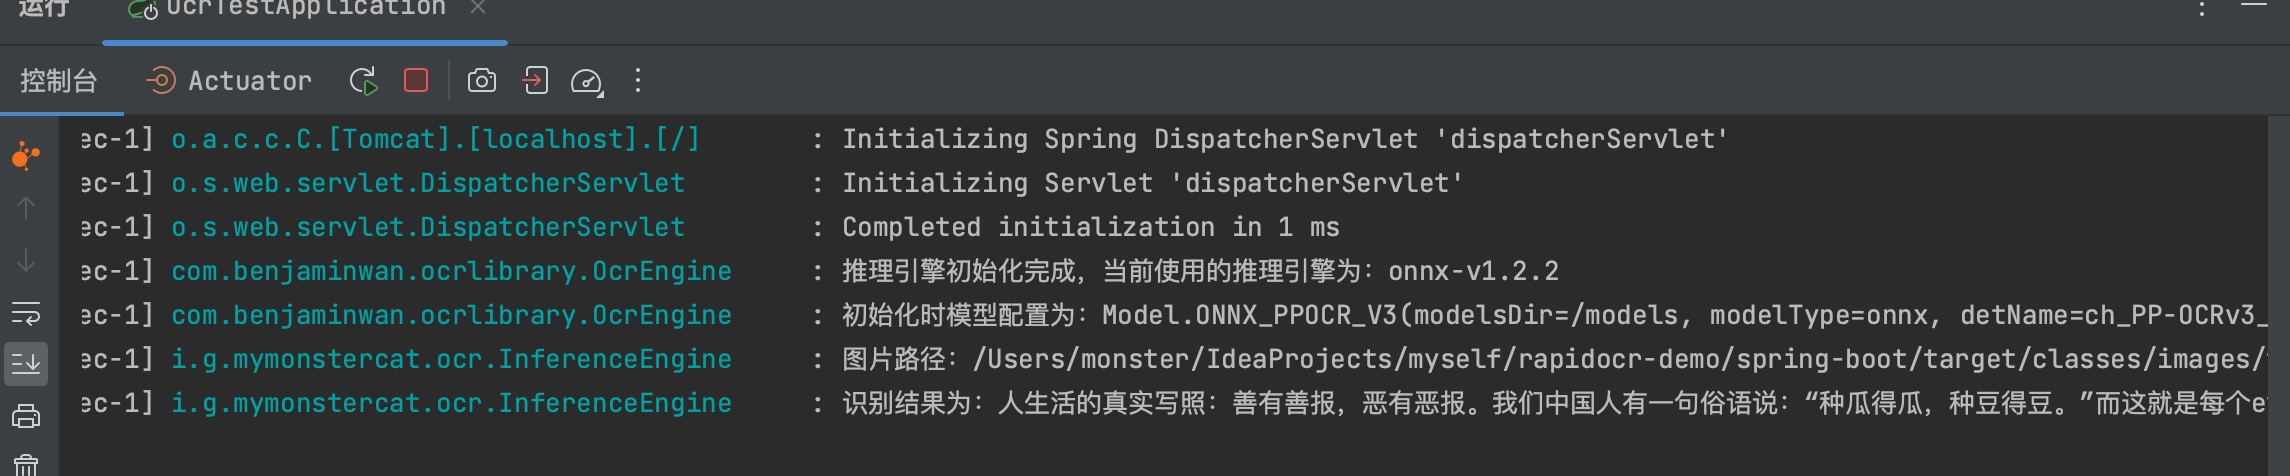 运行 OcrTestApplication
控制台 Actuator
ec-1] o.a.c.c.C.[Tomcat].[localhost].[/] : Initializing Spring DispatcherServlet 'dispatcherServlet'
ec-1] o.s.web.servlet.DispatcherServlet : Initializing Servlet 'dispatcherServlet'
ec-1] o.s.web.servlet.DispatcherServlet : Completed initialization in 1 ms
ec-1] com.benjaminwan.ocrlibrary.OcrEngine : 推理引擎初始化完成，当前使用的推理引擎为：onnx-v1.2.2
ec-1] com.benjaminwan.ocrlibrary.OcrEngine : 初始化时模型配置为：Model.ONNX_PPOCR_V3(modelsDir=/models, modelType=onnx, detName=ch_PP-OCRv3_
ec-1] i.g.mymonstercat.ocr.InferenceEngine : 图片路径：/Users/monster/IdeaProjects/myself/rapidocr-demo/spring-boot/target/classes/images/
ec-1] i.g.mymonstercat.ocr.InferenceEngine : 识别结果为：人生活的真实写照：善有善报，恶有恶报。我们中国人有一句俗语说：“种瓜得瓜，种豆得豆。”而这就是每个e